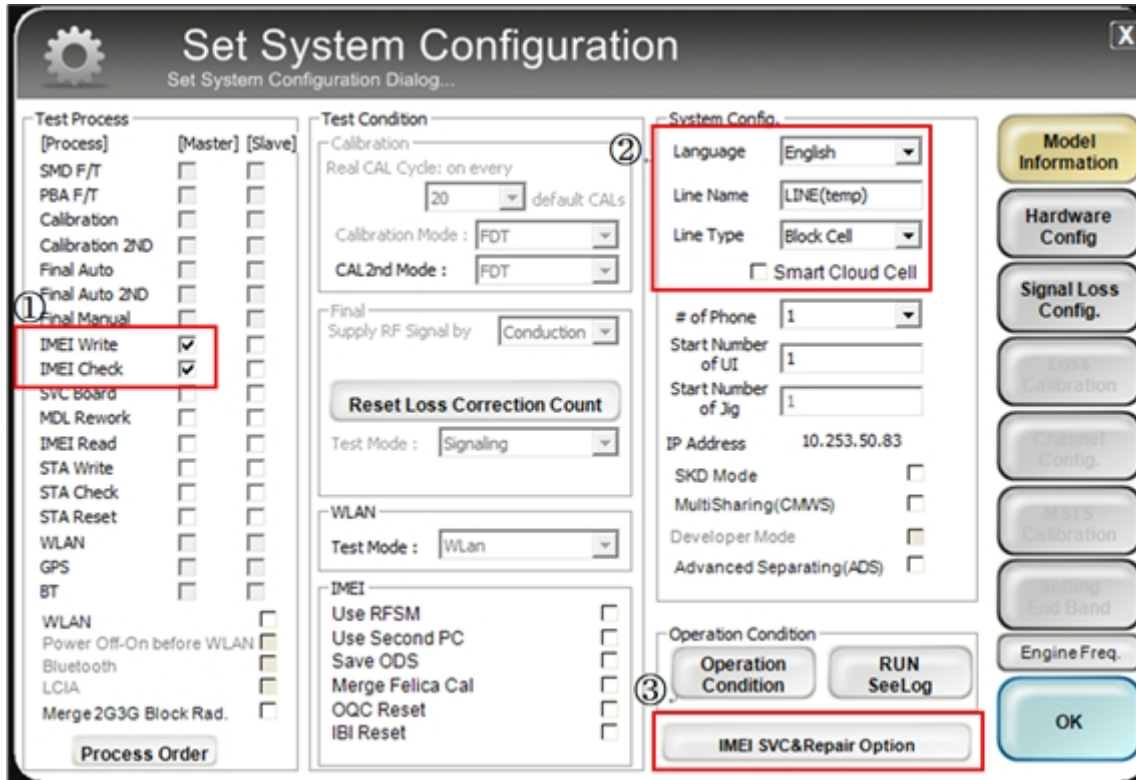 Set System Configuration
Set System Configuration Dialog...
X
Test Process
[Process] [Master] [Slave]
SMD F/T
PBA F/T
Calibration
Calibration 2ND
Final Auto
Final Auto 2ND
①
Final Manual
IMEI Write
IMEI Check
SVC Board
MDL Rework
IMEI Read
STA Write
STA Check
STA Reset
WLAN
GPS
BT
WLAN
Power Off-On before WLAN
Bluetooth
LCIA
Merge 2G3G Block Rad.
Process Order
Test Condition
Calibration
Real CAL Cycle: on every
20 default CALs
Calibration Mode : FDT
CAL2nd Mode : FDT
Final
Supply RF Signal by Conduction
Reset Loss Correction Count
Test Mode : Signaling
WLAN
Test Mode : WLan
IMEI
Use RFSM
Use Second PC
Save ODS
Merge Felica Cal
OQC Reset
IBI Reset
System Config.
②
Language English
Line Name LINE(temp)
Line Type Block Cell
Smart Cloud Cell
# of Phone 1
Start Number
of UI 1
Start Number
of Jig 1
IP Address 10.253.50.83
SKD Mode
MultiSharing(CMWS)
Developer Mode
Advanced Separating(ADS)
Operation Condition
Operation
Condition
RUN
SeeLog
③
IMEI SVC&Repair Option
Model
Information
Hardware
Config
Signal Loss
Config.
Loss
Calibration
Channel
Config.
MSTS
Calibration
Setting
End Band
Engine Freq.
OK